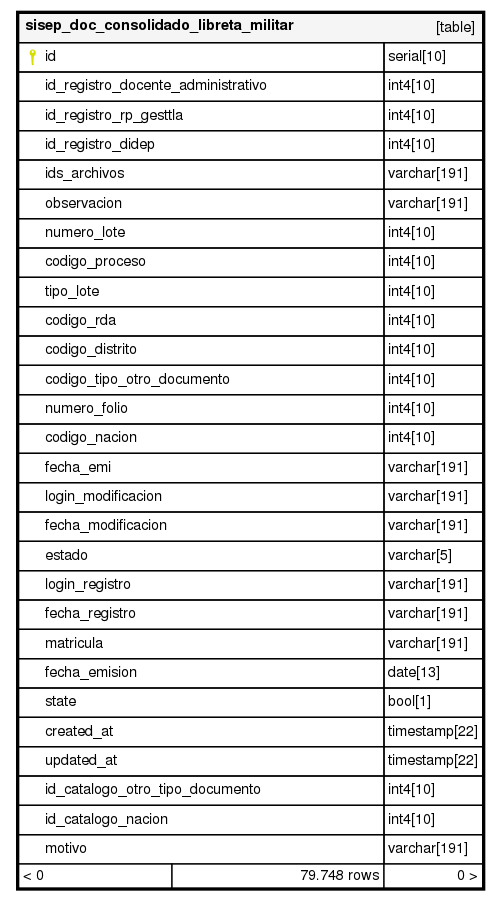 sisep_doc_consolidado_libreta_militar [table]
id serial[10]
id_registro_docente_administrativo int4[10]
id_registro_rp_gesttla int4[10]
id_registro_didep int4[10]
ids_archivos varchar[191]
observacion varchar[191]
numero_lote int4[10]
codigo_proceso int4[10]
tipo_lote int4[10]
codigo_rda int4[10]
codigo_distrito int4[10]
codigo_tipo_otro_documento int4[10]
numero_folio int4[10]
codigo_nacion int4[10]
fecha_emi varchar[191]
login_modificacion varchar[191]
fecha_modificacion varchar[191]
estado varchar[5]
login_registro varchar[191]
fecha_registro varchar[191]
matricula varchar[191]
fecha_emision date[13]
state bool[1]
created_at timestamp[22]
updated_at timestamp[22]
id_catalogo_otro_tipo_documento int4[10]
id_catalogo_nacion int4[10]
motivo varchar[191]
< 0 79.748 rows 0 >